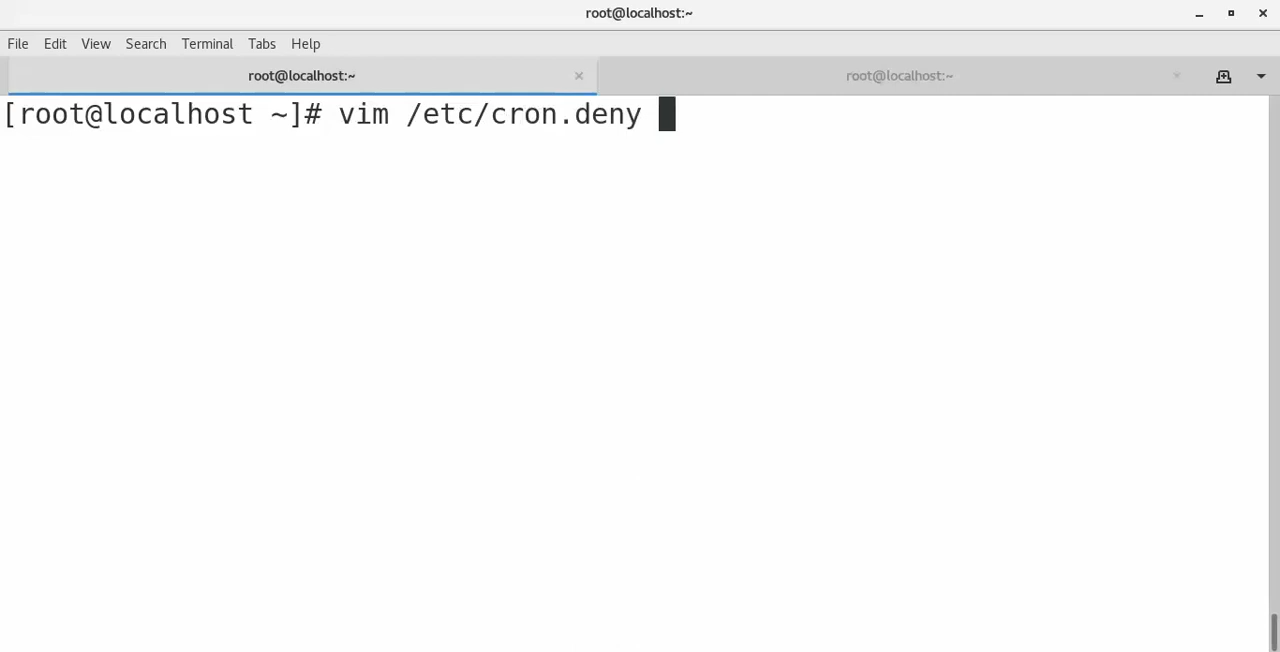 root@localhost:~
File Edit View Search Terminal Tabs Help
root@localhost:~ root@localhost:~
[root@localhost ~]# vim /etc/cron.deny